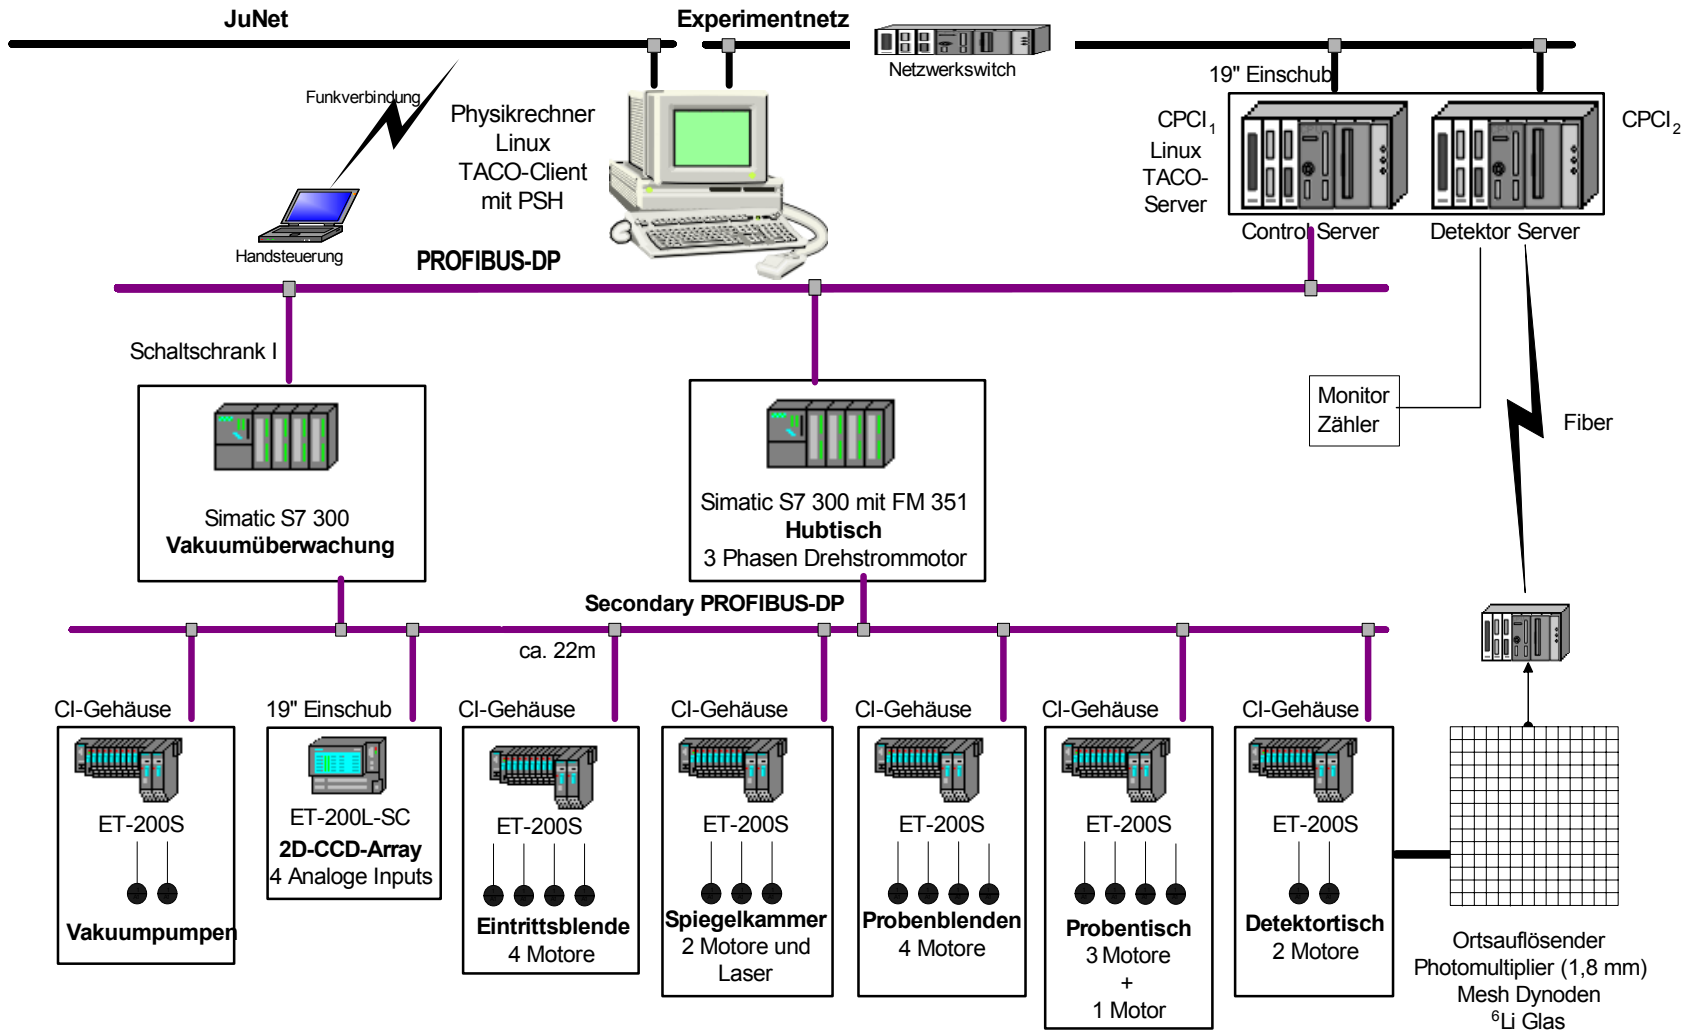 JuNet
Experimentnetz
Netzwerkswitch
19" Einschub
Funkverbindung
Physikrechner
Linux
TACO-Client
mit PSH
CPCI1
Linux
TACO-
Server
CPCI2
Handsteuerung
Control Server
Detektor Server
PROFIBUS-DP
Schaltschrank I
Monitor
Zähler
Fiber
Simatic S7 300
Vakuumüberwachung
Simatic S7 300 mit FM 351
Hubtisch
3 Phasen Drehstrommotor
Secondary PROFIBUS-DP
ca. 22m
CI-Gehäuse
ET-200S
Vakuumpumpen
19" Einschub
ET-200L-SC
2D-CCD-Array
4 Analoge Inputs
CI-Gehäuse
ET-200S
Eintrittsblende
4 Motore
CI-Gehäuse
ET-200S
Spiegelkammer
2 Motore und
Laser
CI-Gehäuse
ET-200S
Probenblenden
4 Motore
CI-Gehäuse
ET-200S
Probentisch
3 Motore
+
1 Motor
CI-Gehäuse
ET-200S
Detektortisch
2 Motore
Ortsauflösender
Photomultiplier (1,8 mm)
Mesh Dynoden
6Li Glas